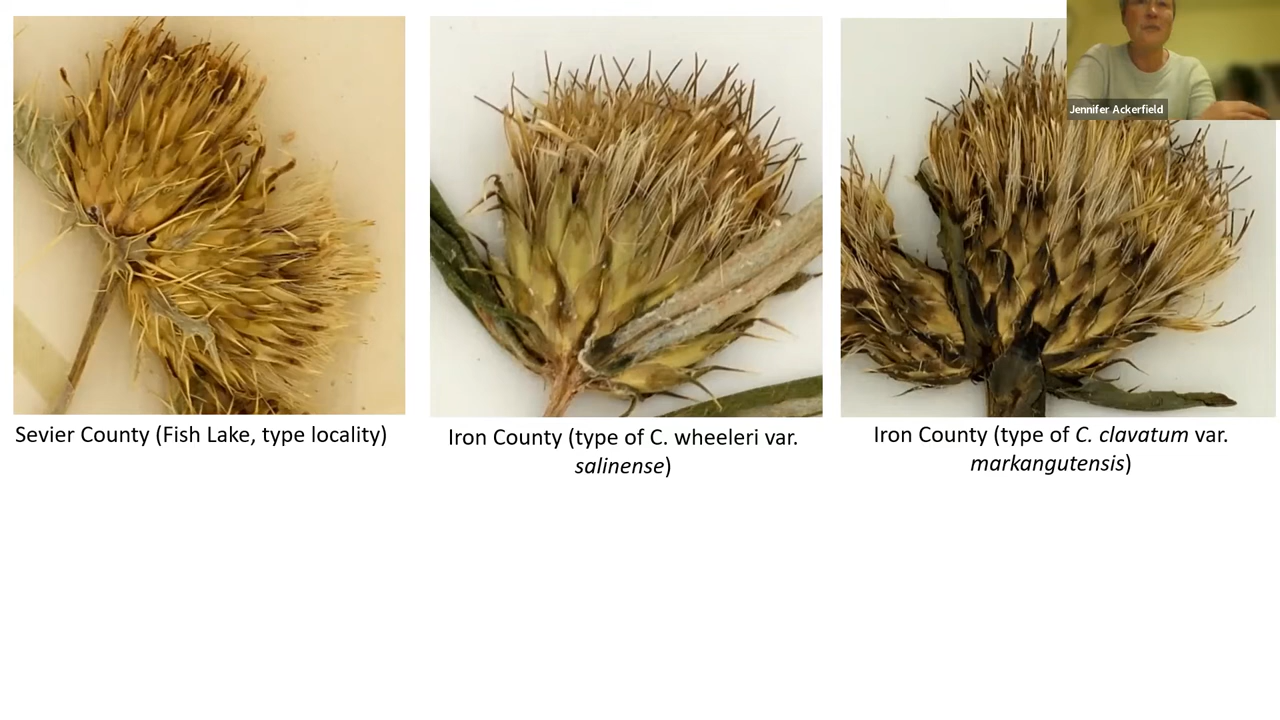 Jennifer Ackerfield
Sevier County (Fish Lake, type locality)
Iron County (type of C. wheeleri var.
salinense)
Iron County (type of C. clavatum var.
markangutensis)